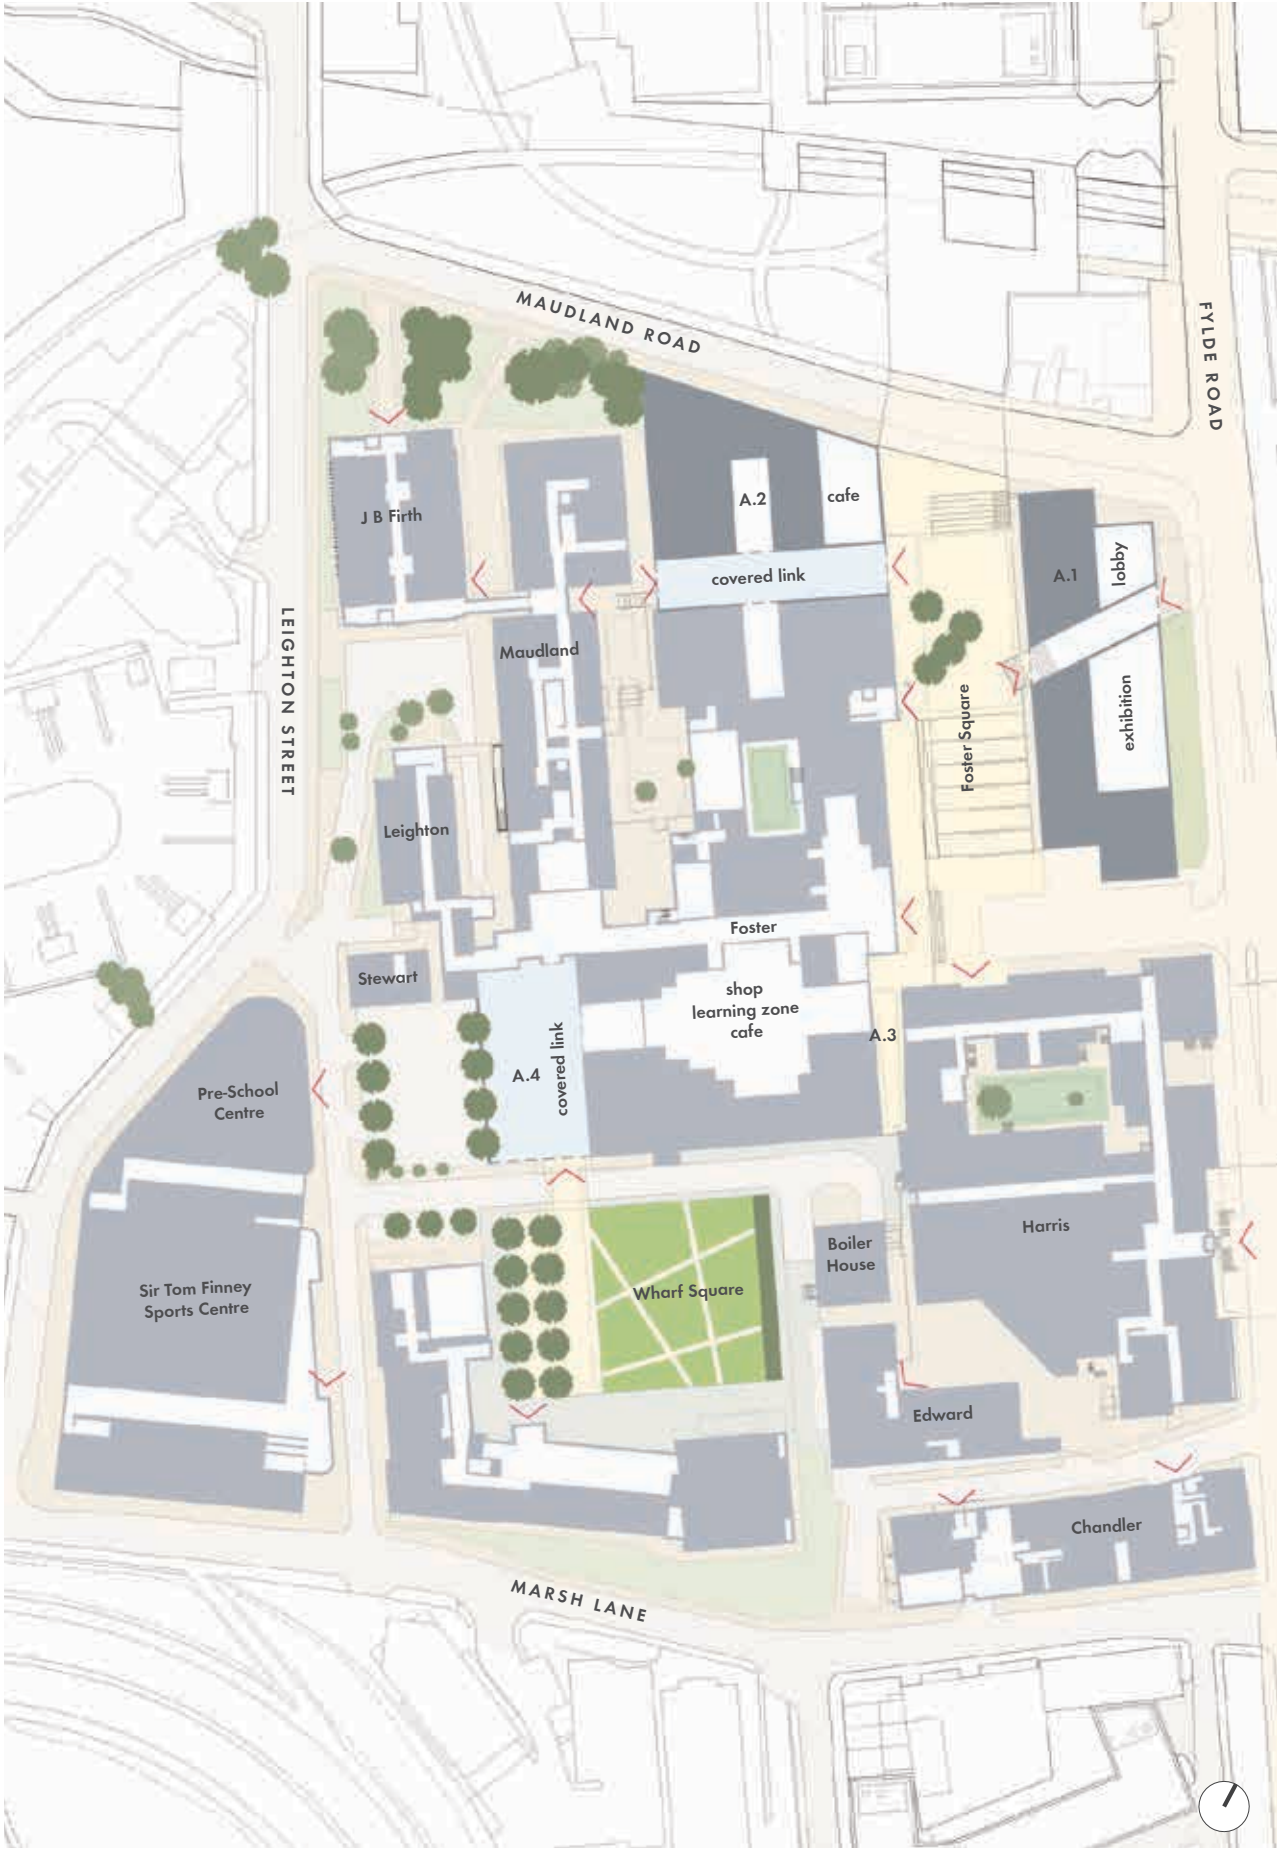 MAUDLAND ROAD
FYLDE ROAD
A.2
cafe
J B Firth
covered link
A.1
lobby
LEIGHTON STREET
Maudland
exhibition
Foster Square
Leighton
Foster
Stewart
shop
learning zone
cafe
A.3
A.4
covered link
Pre-School
Centre
Harris
Boiler
House
Sir Tom Finney
Sports Centre
Wharf Square
Edward
Chandler
MARSH LANE